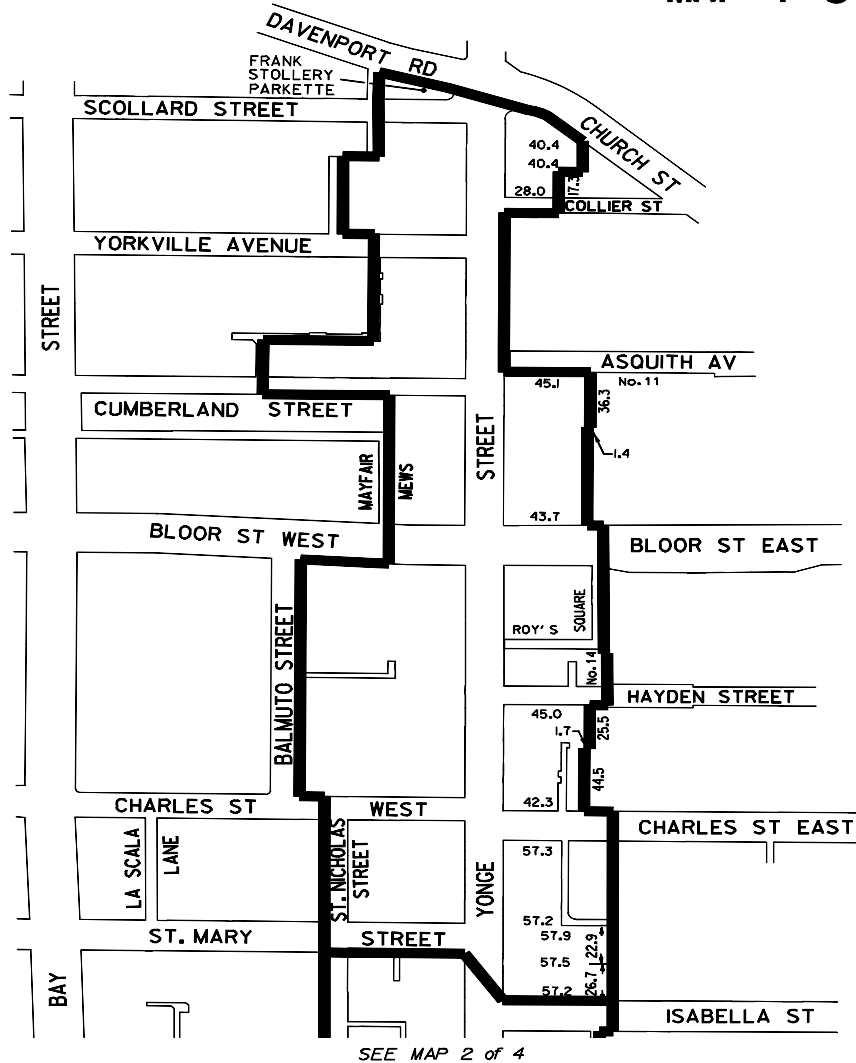 DAVENPORT RD
FRANK
STOLLERY
PARKETTE
SCOLLARD STREET
CHURCH ST
40.4
40.4
17.3
28.0
COLLIER ST
YORKVILLE AVENUE
STREET
ASQUITH AV
45.1
No. 11
36.3
CUMBERLAND STREET
STREET
1.4
MAYFAIR
MEWS
43.7
BLOOR ST WEST
BLOOR ST EAST
SQUARE
ROY'S
BALMUTO STREET
No. 14
HAYDEN STREET
45.0
1.7
25.5
44.5
42.3
CHARLES ST WEST
CHARLES ST EAST
LA SCALA
LANE
ST. NICHOLAS
STREET
57.3
YONGE
57.2
ST. MARY STREET
57.9
22.9
57.5
26.7
57.2
BAY
ISABELLA ST
SEE MAP 2 of 4